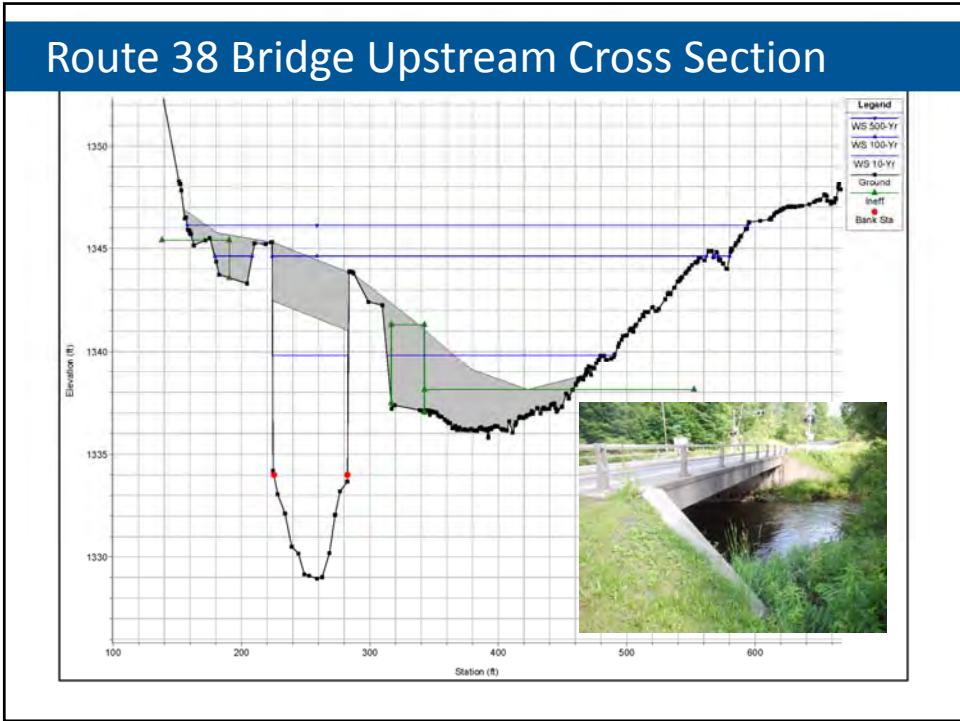 Route 38 Bridge Upstream Cross Section
Legend
WS 500-Yr
WS 100-Yr
WS 10-Yr
Ground
Ineff
Bank Sta
Elevation (ft)
1350
1345
1340
1335
1330
100 200 300 400 500 600
Station (ft)